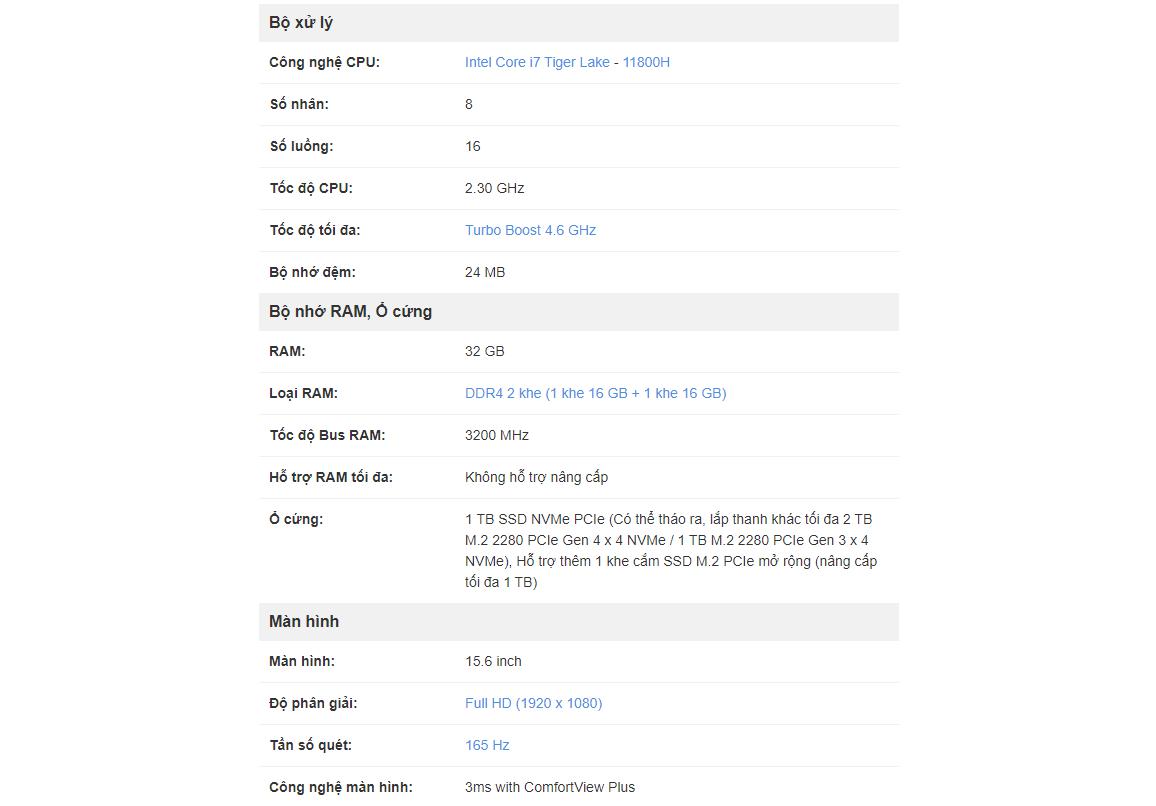 Bộ xử lý
Công nghệ CPU: Intel Core i7 Tiger Lake - 11800H
Số nhân: 8
Số luồng: 16
Tốc độ CPU: 2.30 GHz
Tốc độ tối đa: Turbo Boost 4.6 GHz
Bộ nhớ đệm: 24 MB
Bộ nhớ RAM, Ổ cứng
RAM: 32 GB
Loại RAM: DDR4 2 khe (1 khe 16 GB + 1 khe 16 GB)
Tốc độ Bus RAM: 3200 MHz
Hỗ trợ RAM tối đa: Không hỗ trợ nâng cấp
Ổ cứng: 1 TB SSD NVMe PCIe (Có thể tháo ra, lắp thanh khác tối đa 2 TB
M.2 2280 PCIe Gen 4 x 4 NVMe / 1 TB M.2 2280 PCIe Gen 3 x 4
NVMe), Hỗ trợ thêm 1 khe cắm SSD M.2 PCIe mở rộng (nâng cấp
tối đa 1 TB)
Màn hình
Màn hình: 15.6 inch
Độ phân giải: Full HD (1920 x 1080)
Tần số quét: 165 Hz
Công nghệ màn hình: 3ms with ComfortView Plus